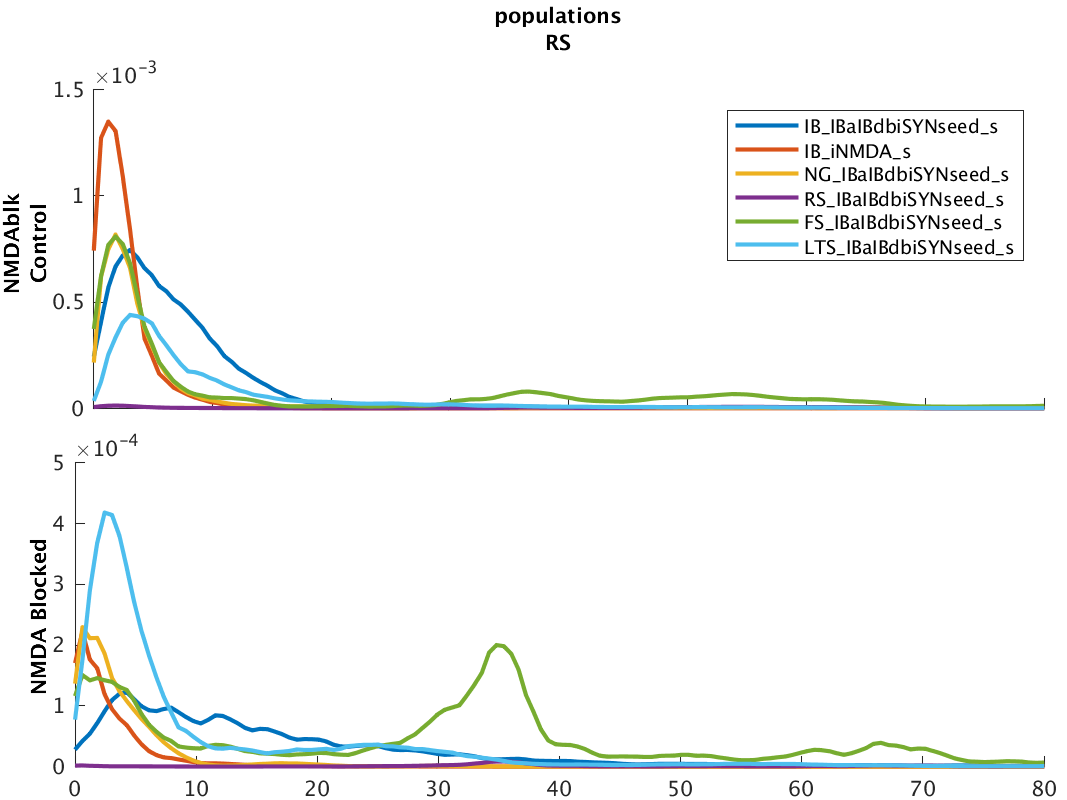 populations
RS
×10⁻³
1.5
1
0.5
0
NMDAblk
Control
IB_IBaIBdbiSYNseed_s
IB_iNMDA_s
NG_IBaIBdbiSYNseed_s
RS_IBaIBdbiSYNseed_s
FS_IBaIBdbiSYNseed_s
LTS_IBaIBdbiSYNseed_s
×10⁻⁴
5
4
3
2
1
0
NMDA Blocked
0 10 20 30 40 50 60 70 80